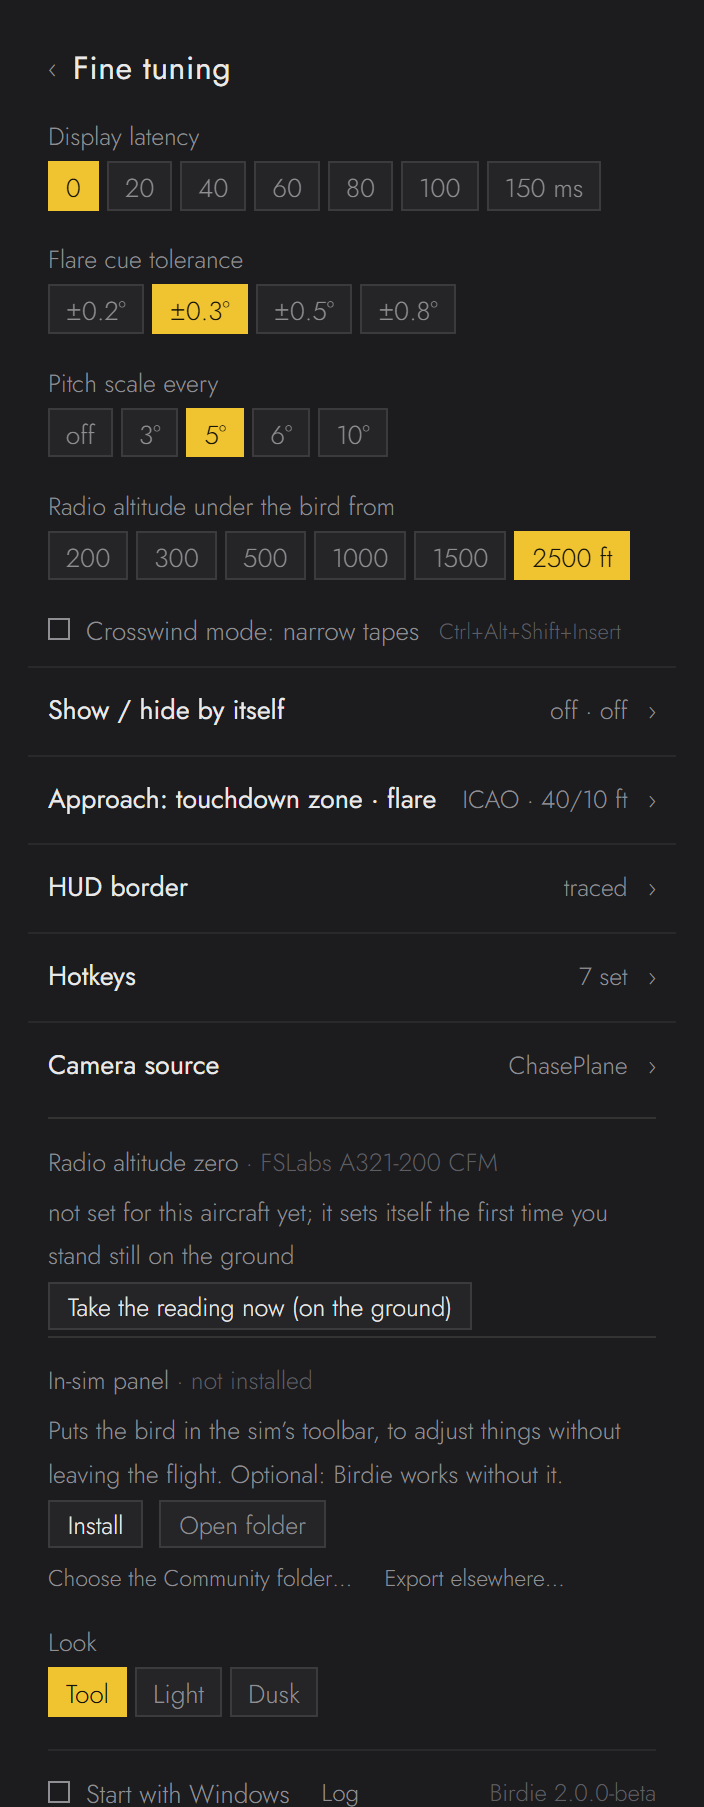 ‹ Fine tuning
Display latency
0 20 40 60 80 100 150 ms
Flare cue tolerance
±0.2° ±0.3° ±0.5° ±0.8°
Pitch scale every
off 3° 5° 6° 10°
Radio altitude under the bird from
200 300 500 1000 1500 2500 ft
Crosswind mode: narrow tapes Ctrl+Alt+Shift+Insert
Show / hide by itself off · off ›
Approach: touchdown zone · flare ICAO · 40/10 ft ›
HUD border traced ›
Hotkeys 7 set ›
Camera source ChasePlane ›
Radio altitude zero · FSLabs A321-200 CFM
not set for this aircraft yet; it sets itself the first time you
stand still on the ground
Take the reading now (on the ground)
In-sim panel · not installed
Puts the bird in the sim’s toolbar, to adjust things without
leaving the flight. Optional: Birdie works without it.
Install Open folder
Choose the Community folder... Export elsewhere...
Look
Tool Light Dusk
Start with Windows Log Birdie 2.0.0-beta